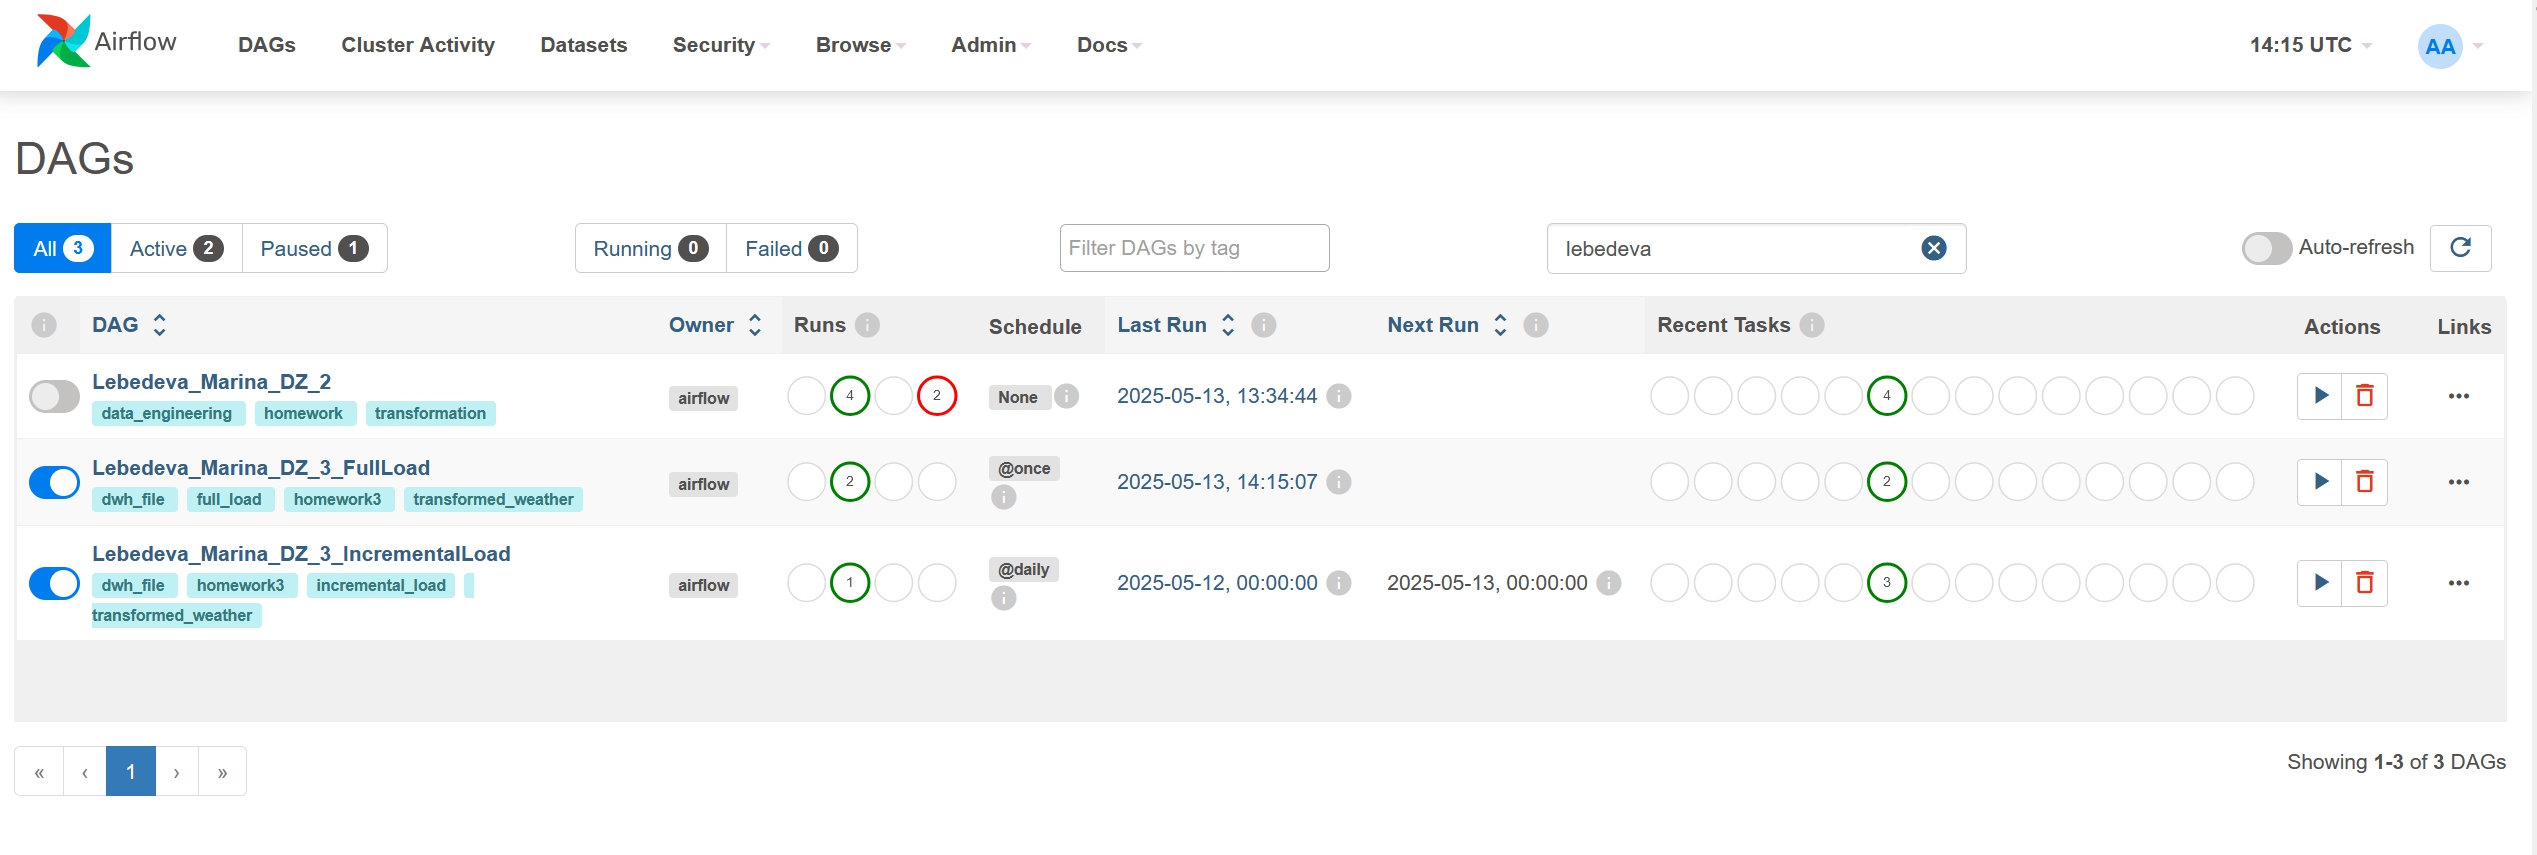 Airflow DAGs Cluster Activity Datasets Security Browse Admin Docs 14:15 UTC AA
DAGs
All 3 Active 2 Paused 1 Running 0 Failed 0 Filter DAGs by tag lebedeva Auto-refresh
DAG Owner Runs Schedule Last Run Next Run Recent Tasks Actions Links
Lebedeva_Marina_DZ_2
airflow 4 2 None 2025-05-13, 13:34:44 4
data_engineering homework transformation
Lebedeva_Marina_DZ_3_FullLoad
airflow 2 @once 2025-05-13, 14:15:07 2
dwh_file full_load homework3 transformed_weather
Lebedeva_Marina_DZ_3_IncrementalLoad
airflow 1 @daily 2025-05-12, 00:00:00 2025-05-13, 00:00:00 3
dwh_file homework3 incremental_load
transformed_weather
« ‹ 1 › »
Showing 1-3 of 3 DAGs